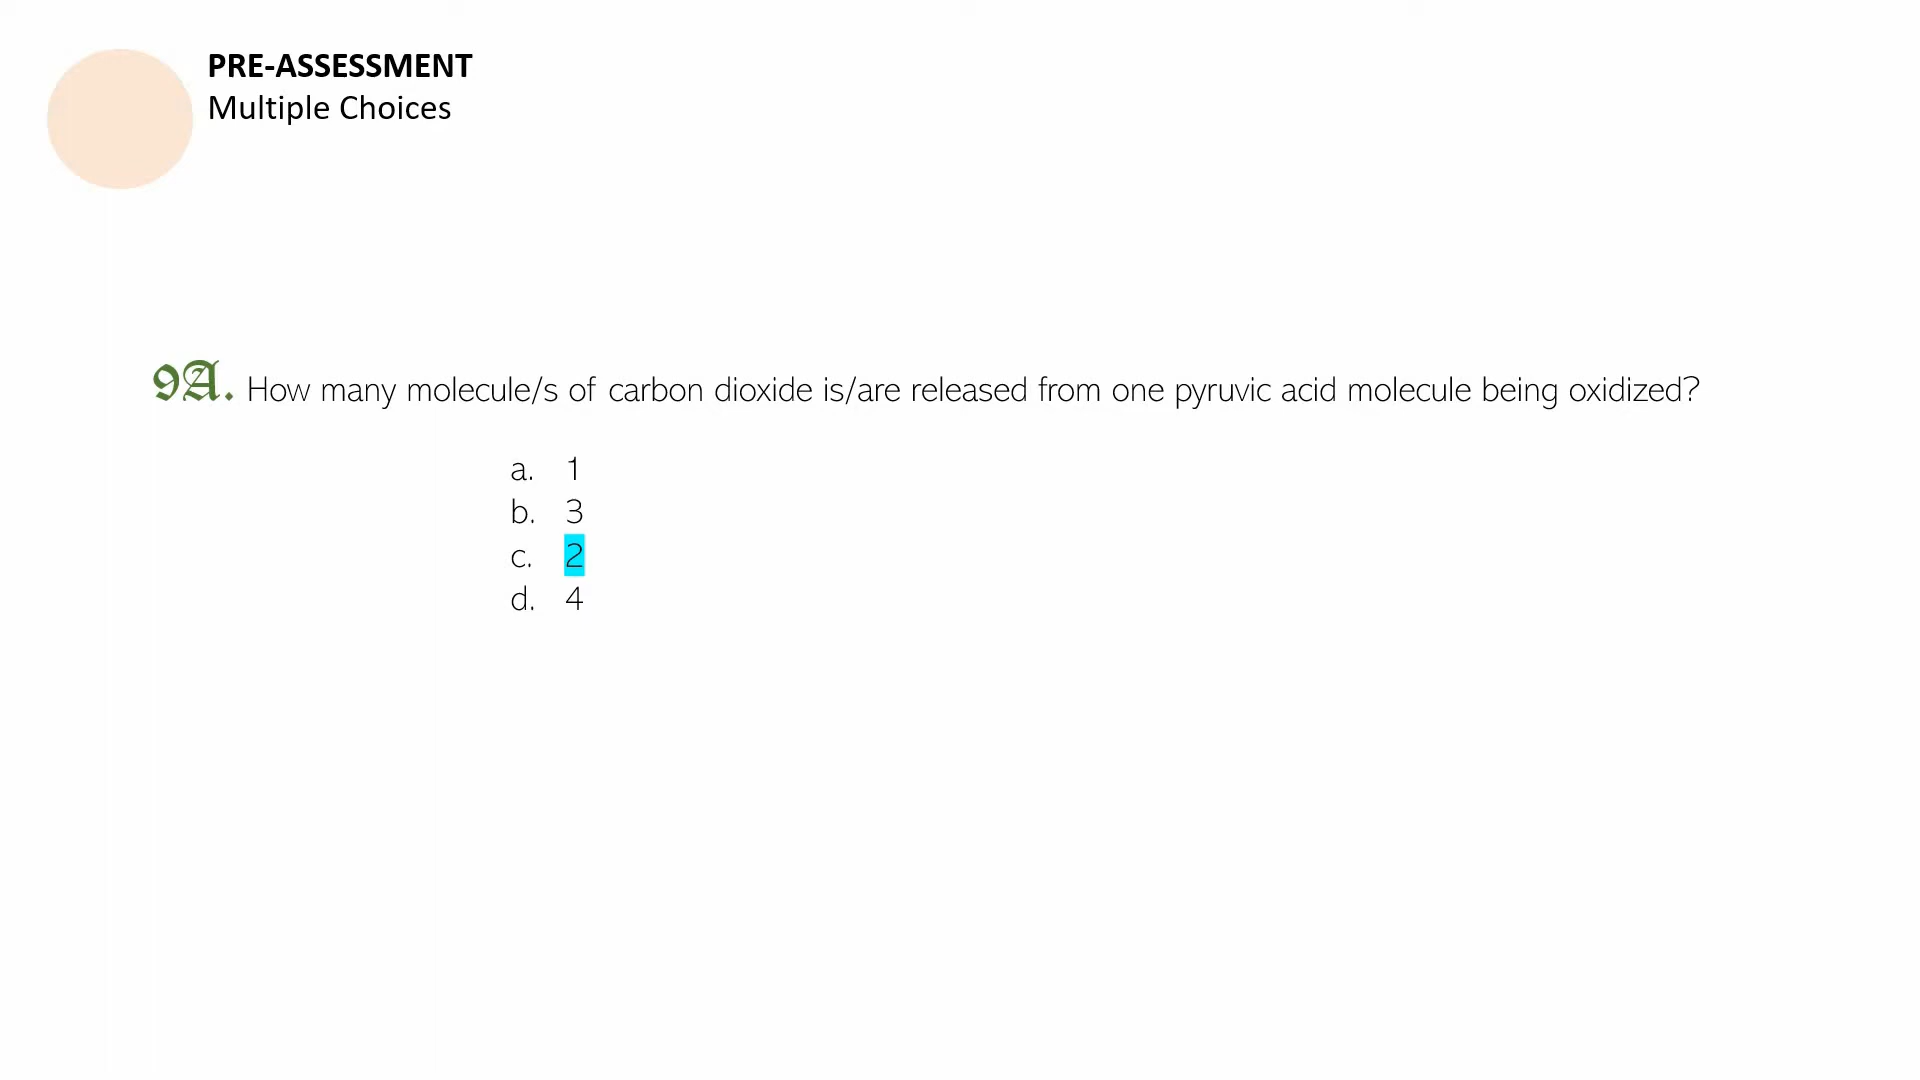 PRE-ASSESSMENT
Multiple Choices
9A. How many molecule/s of carbon dioxide is/are released from one pyruvic acid molecule being oxidized?
a. 1
b. 3
c. 2
d. 4